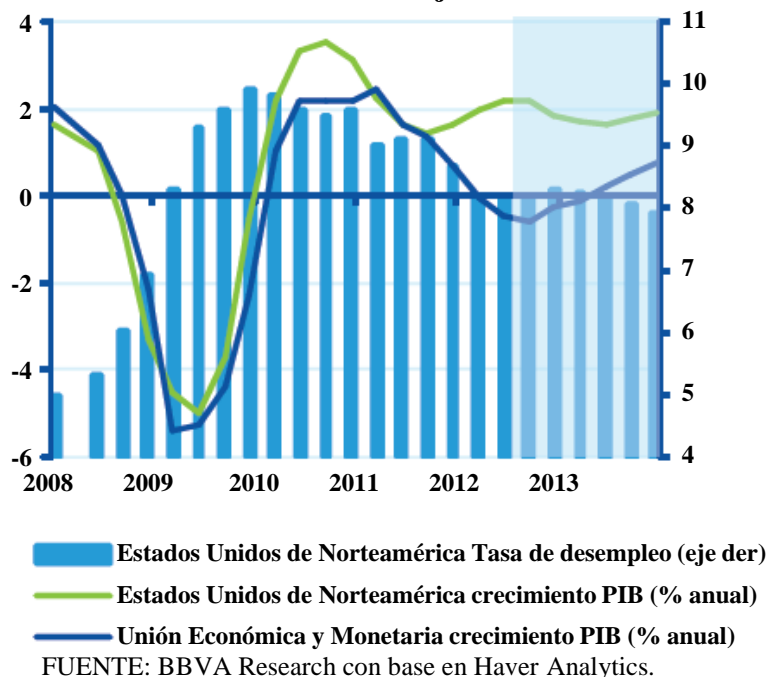 4
2
0
-2
-4
-6
11
10
9
8
7
6
5
4
2008 2009 2010 2011 2012 2013
Estados Unidos de Norteamérica Tasa de desempleo (eje der)
Estados Unidos de Norteamérica crecimiento PIB (% anual)
Unión Económica y Monetaria crecimiento PIB (% anual)
FUENTE: BBVA Research con base en Haver Analytics.